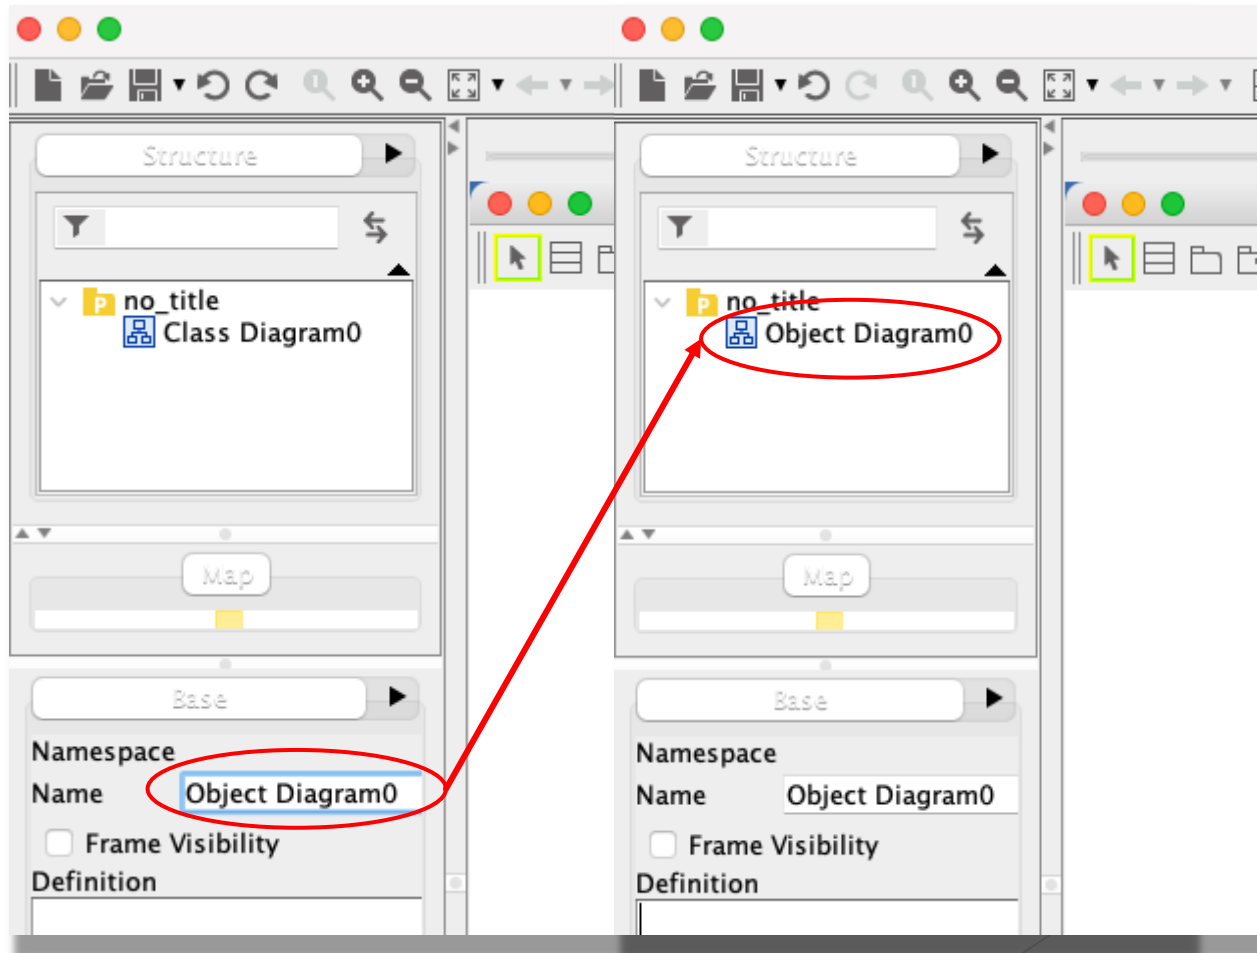 Structure
no_title
Class Diagram0
Map
Base
Namespace
Name Object Diagram0
Frame Visibility
Definition
Structure
no_title
Object Diagram0
Map
Base
Namespace
Name Object Diagram0
Frame Visibility
Definition